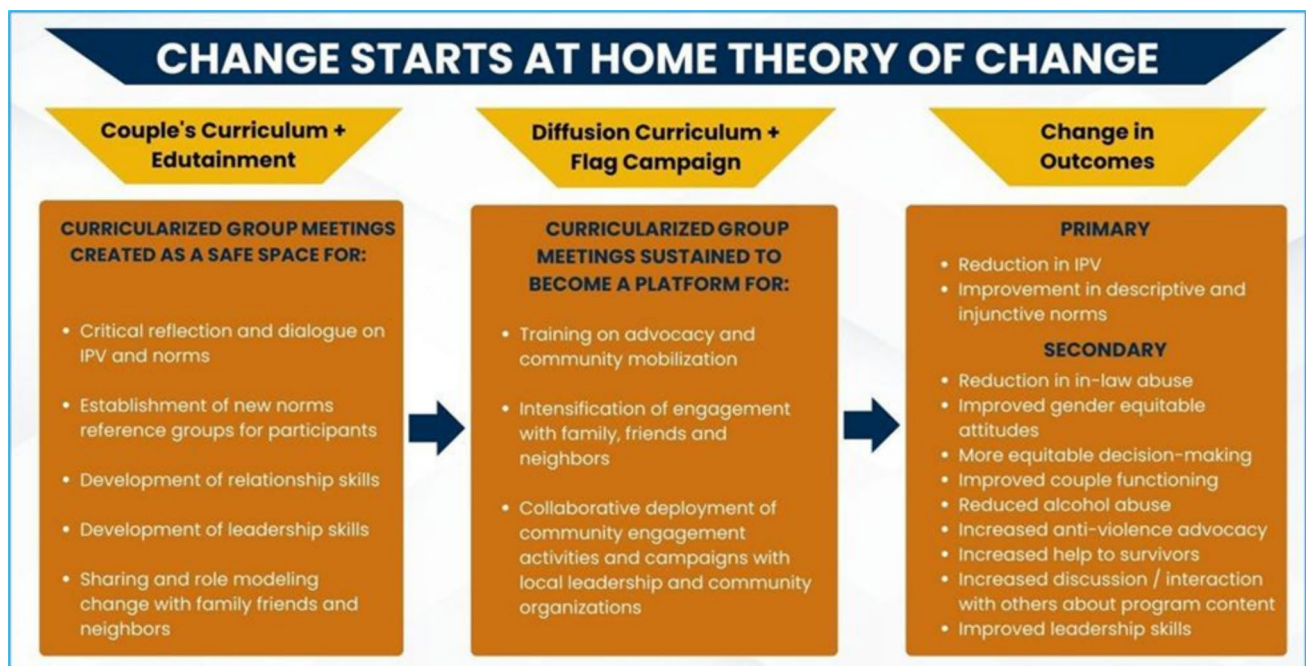 CHANGE STARTS AT HOME THEORY OF CHANGE
Couple's Curriculum +
Edutainment
CURRICULARIZED GROUP MEETINGS
CREATED AS A SAFE SPACE FOR:
• Critical reflection and dialogue on
IPV and norms
• Establishment of new norms
reference groups for participants
• Development of relationship skills
• Development of leadership skills
• Sharing and role modeling
change with family friends and
neighbors
Diffusion Curriculum +
Flag Campaign
CURRICULARIZED GROUP
MEETINGS SUSTAINED TO
BECOME A PLATFORM FOR:
• Training on advocacy and
community mobilization
• Intensification of engagement
with family, friends and
neighbors
• Collaborative deployment of
community engagement
activities and campaigns with
local leadership and community
organizations
Change in
Outcomes
PRIMARY
• Reduction in IPV
• Improvement in descriptive and
injunctive norms
SECONDARY
• Reduction in in-law abuse
• Improved gender equitable
attitudes
• More equitable decision-making
• Improved couple functioning
• Reduced alcohol abuse
• Increased anti-violence advocacy
• Increased help to survivors
• Increased discussion / interaction
with others about program content
• Improved leadership skills